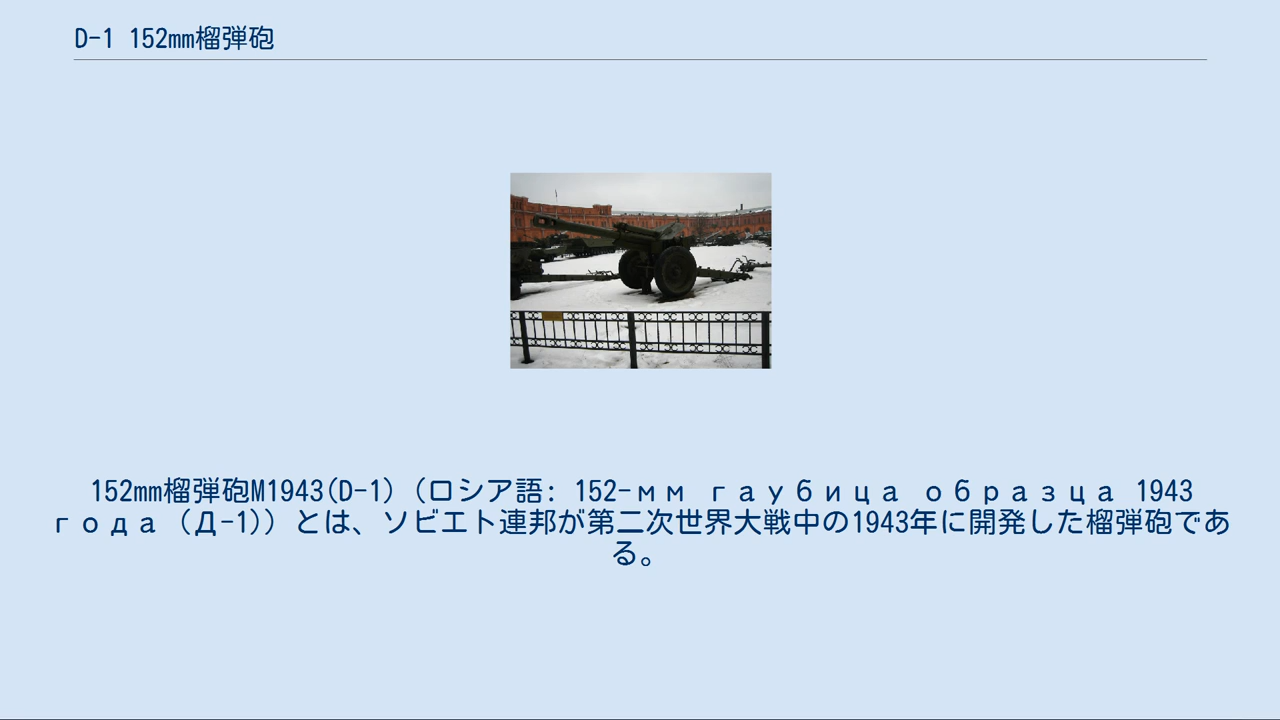 D-1 152mm榴弾砲
152mm榴弾砲M1943(D-1) (ロシア語: 152-мм гаубица образца 1943
года (Д-1)) とは、ソビエト連邦が第二次世界大戦中の1943年に開発した榴弾砲であ
る。